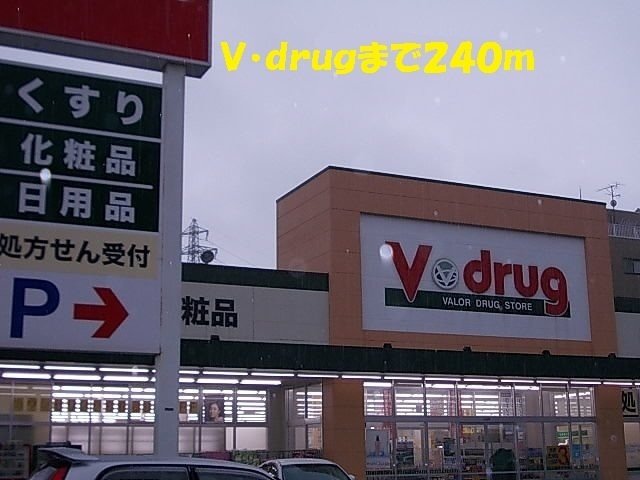 V・drugまで240m
くすり
化粧品
日用品
処方せん受付
P
粧品
V drug
VALOR DRUG STORE
処